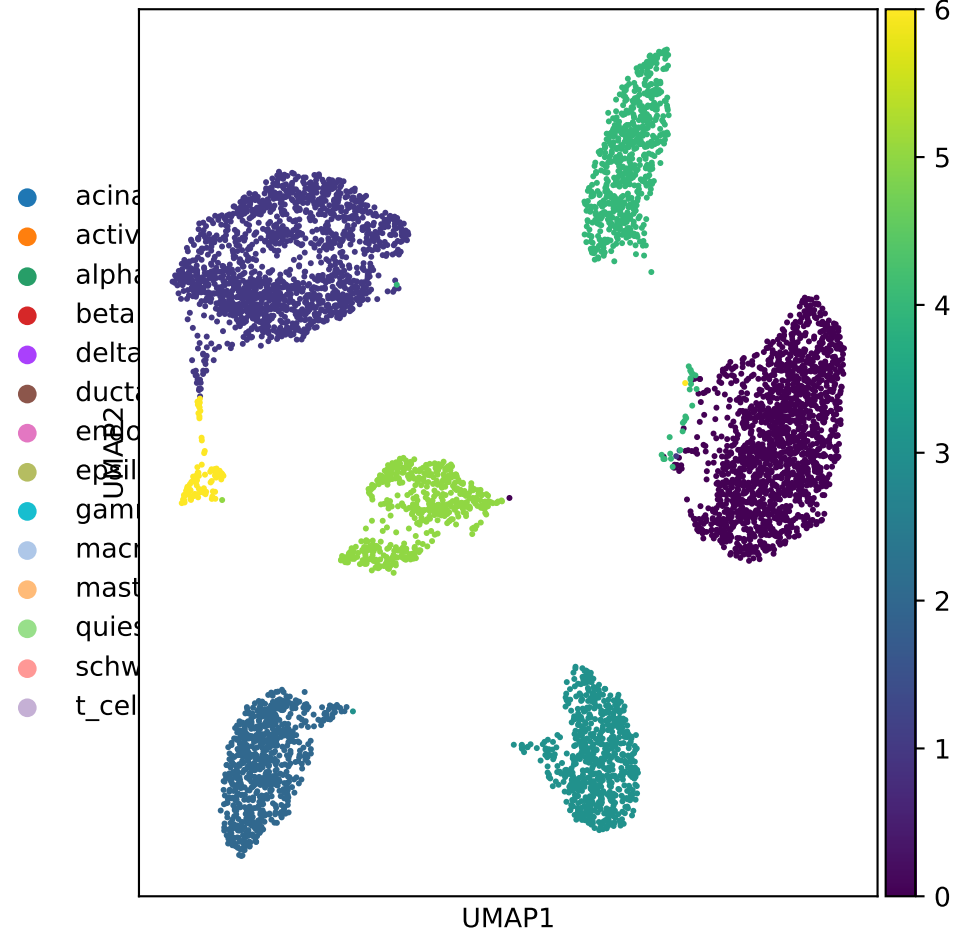 acina
activ
alpha
beta
delta
ducta
endo
epsil
gamm
macr
mast
quies
schw
t_cel
UMAP2
UMAP1
6
5
4
3
2
1
0